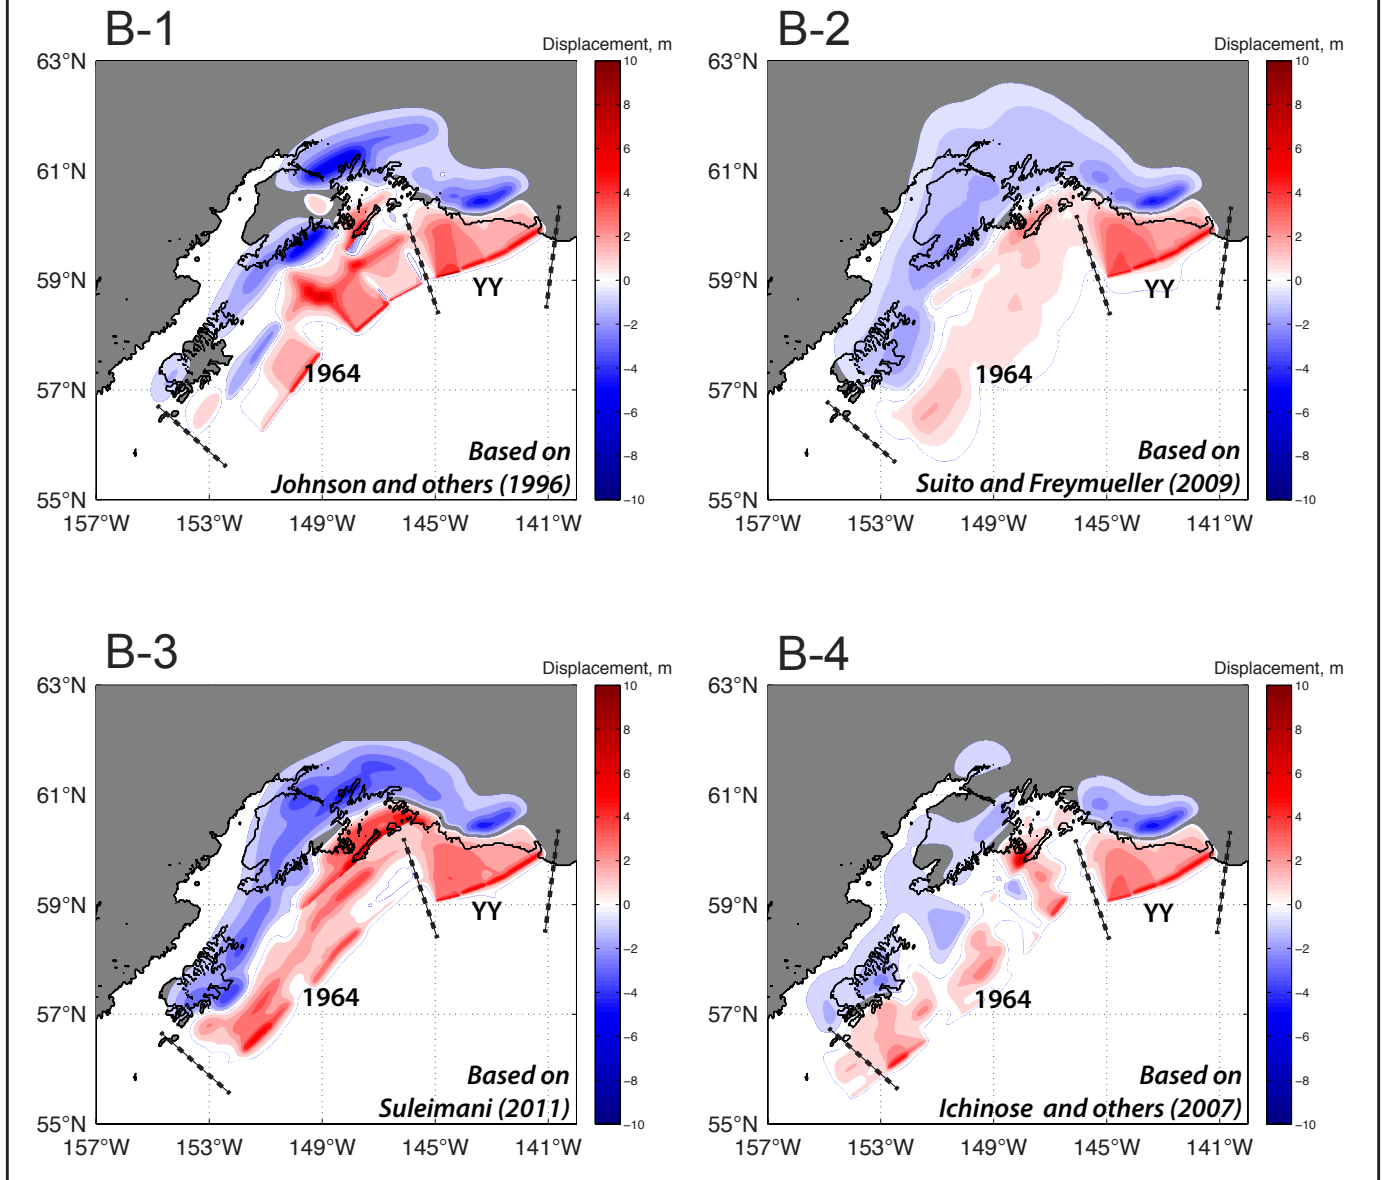 B-1
Displacement, m
63°N
61°N
59°N
57°N
55°N
157°W 153°W 149°W 145°W 141°W
10
8
6
4
2
0
−2
−4
−6
−8
−10
YY
1964
Based on
Johnson and others (1996)
B-2
Displacement, m
63°N
61°N
59°N
57°N
55°N
157°W 153°W 149°W 145°W 141°W
10
8
6
4
2
0
−2
−4
−6
−8
−10
YY
1964
Based on
Suito and Freymueller (2009)
B-3
Displacement, m
63°N
61°N
59°N
57°N
55°N
157°W 153°W 149°W 145°W 141°W
10
8
6
4
2
0
−2
−4
−6
−8
−10
YY
1964
Based on
Suleimani (2011)
B-4
Displacement, m
63°N
61°N
59°N
57°N
55°N
157°W 153°W 149°W 145°W 141°W
10
8
6
4
2
0
−2
−4
−6
−8
−10
YY
1964
Based on
Ichinose and others (2007)